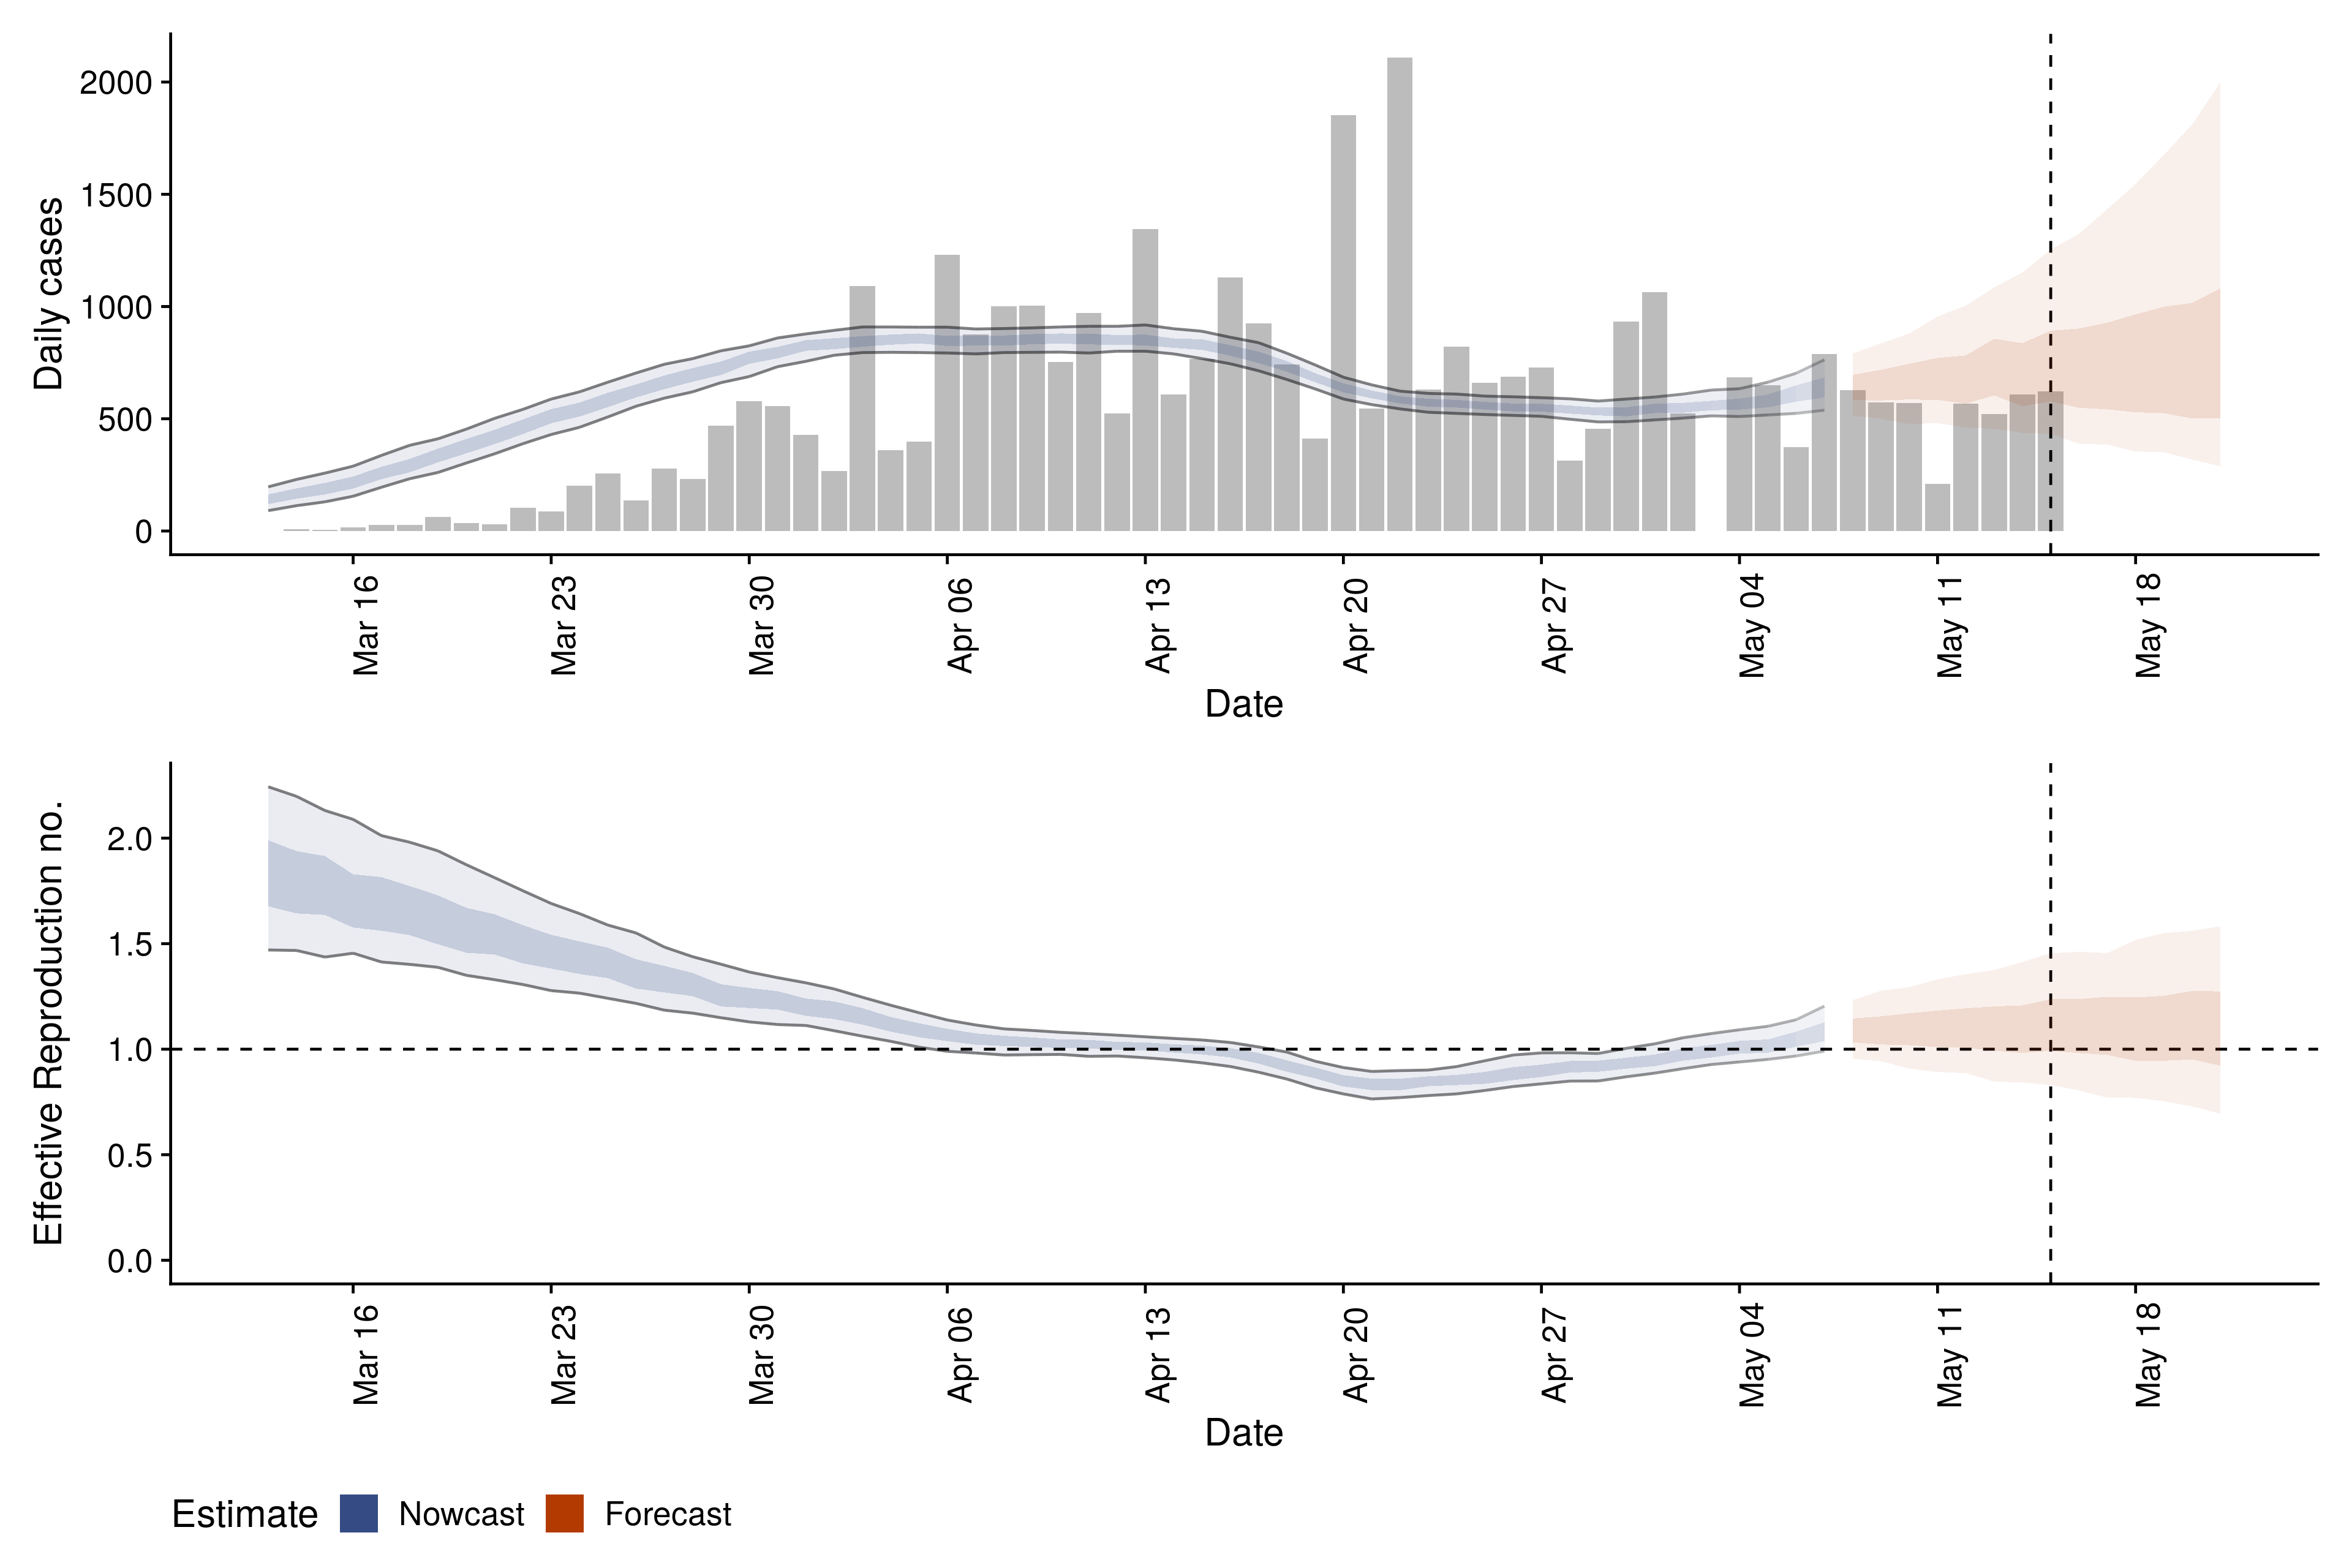 Daily cases
2000
1500
1000
500
0
Mar 16
Mar 23
Mar 30
Apr 06
Apr 13
Apr 20
Apr 27
May 04
May 11
May 18
Date
Effective Reproduction no.
2.0
1.5
1.0
0.5
0.0
Mar 16
Mar 23
Mar 30
Apr 06
Apr 13
Apr 20
Apr 27
May 04
May 11
May 18
Date
Estimate Nowcast Forecast